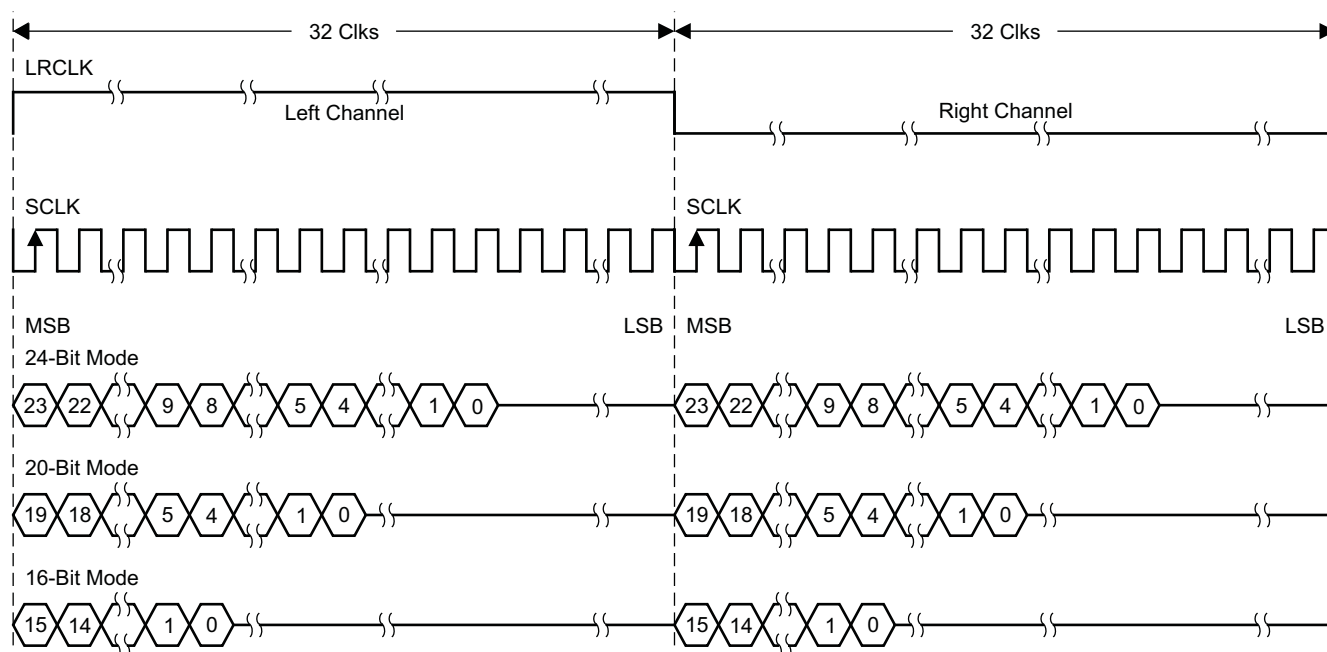 32 Clks 32 Clks
LRCLK
Left Channel Right Channel
SCLK SCLK
MSB LSB MSB LSB
24-Bit Mode
23 22 9 8 5 4 1 0 23 22 9 8 5 4 1 0
20-Bit Mode
19 18 5 4 1 0 19 18 5 4 1 0
16-Bit Mode
15 14 1 0 15 14 1 0